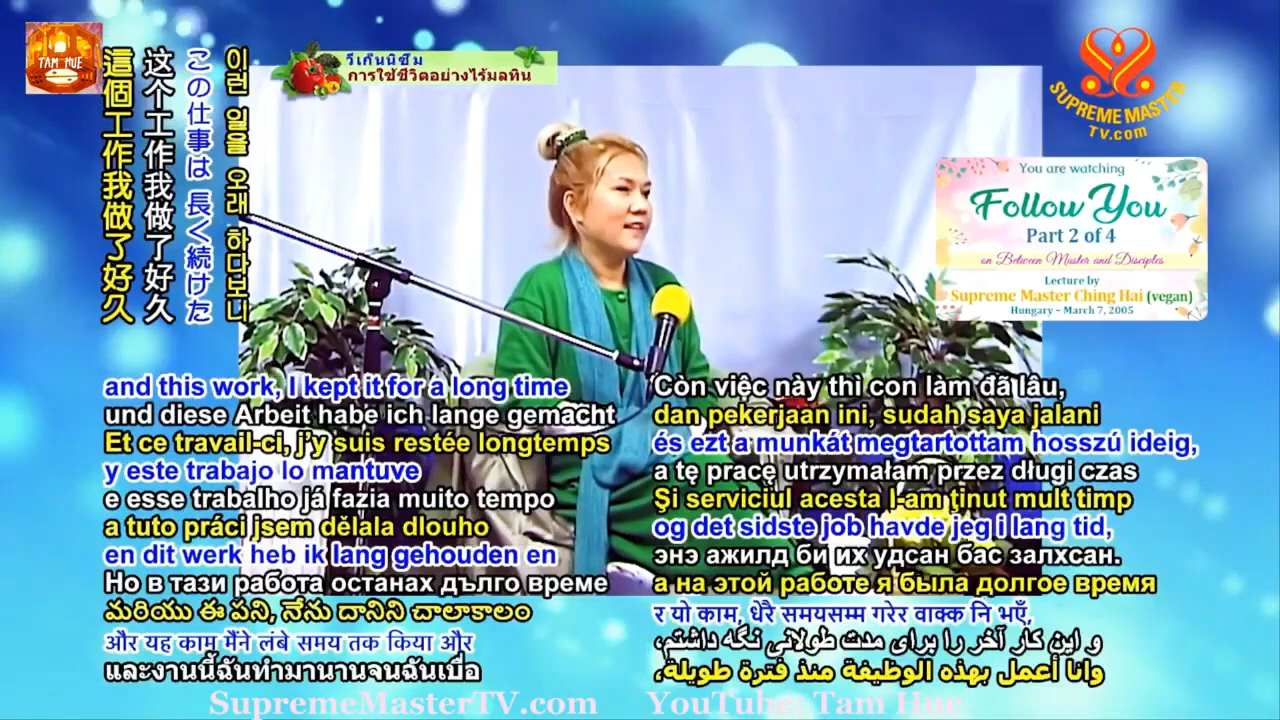 TAM HUE
這個工作我做了好久
这个工作我做了好久
この仕事は 長く続けた
이런 일을 오래 하다보니
วีแกนนิซึม
การใช้ชีวิตอย่างไร้มลทิน
SUPREME MASTER
TV.com
You are watching
Follow You
Part 2 of 4
on Between Master and Disciples
Lecture by
Supreme Master Ching Hai (vegan)
Hungary - March 7, 2005
and this work, I kept it for a long time
und diese Arbeit habe ich lange gemacht
Et ce travail-ci, j'y suis restée longtemps
y este trabajo lo mantuve
e esse trabalho já fazia muito tempo
a tuto práci jsem dělala dlouho
en dit werk heb ik lang gehouden en
Но в тази работа останах дълго време
మరియు ఈ పని, నేను దానిని చాలాకాలం
और यह काम मैंने लंबे समय तक किया और
และงานนี้ฉันทำมานานจนฉันเบื่อ
Còn việc này thì con làm đã lâu,
dan pekerjaan ini, sudah saya jalani
és ezt a munkát megtartottam hosszú ideig,
a tę pracę utrzymałam przez długi czas
Şi serviciul acesta l-am ţinut mult timp
og det sidste job havde jeg i lang tid,
энэ ажилд би их удсан бас залхсан.
а на этой работе я была долгое время
र यो काम, धेरै समयसम्म गरेर वाक्क नि भएँ,
و این کار آخر را برای مدت طولانی نگه داشتم،
وانا أعمل بهذه الوظيفة منذ فترة طويلة،
SupremeMasterTV.com
YouTube: Tam Hue